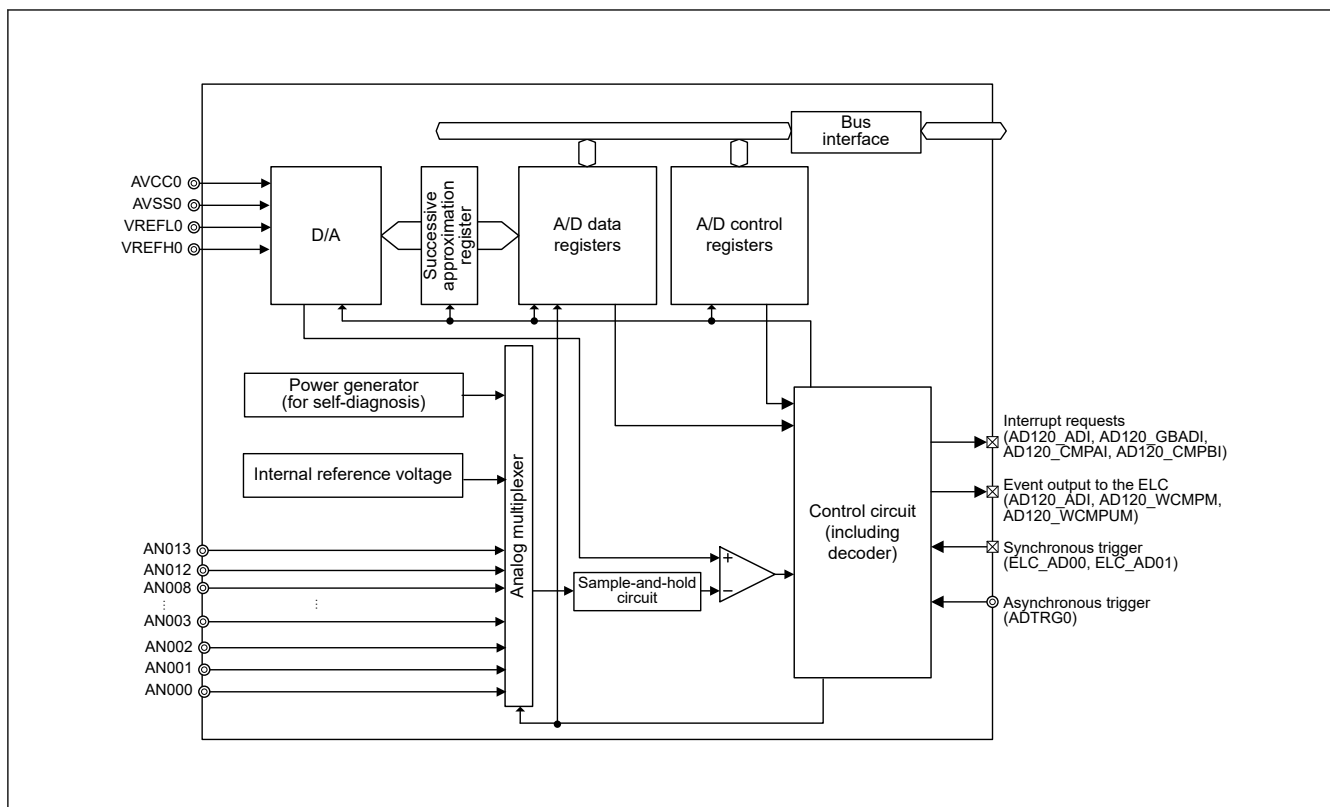 Bus
interface
AVCC0
AVSS0
VREFL0
VREFH0
D/A
Successive
approximation
register
A/D data
registers
A/D control
registers
Power generator
(for self-diagnosis)
Internal reference voltage
Analog multiplexer
AN013
AN012
AN008
...
...
AN003
AN002
AN001
AN000
Sample-and-hold
circuit
+
−
Control circuit
(including
decoder)
Interrupt requests
(AD120_ADI, AD120_GBADI,
AD120_CMPAI, AD120_CMPBI)
Event output to the ELC
(AD120_ADI, AD120_WCMPM,
AD120_WCMPUM)
Synchronous trigger
(ELC_AD00, ELC_AD01)
Asynchronous trigger
(ADTRG0)